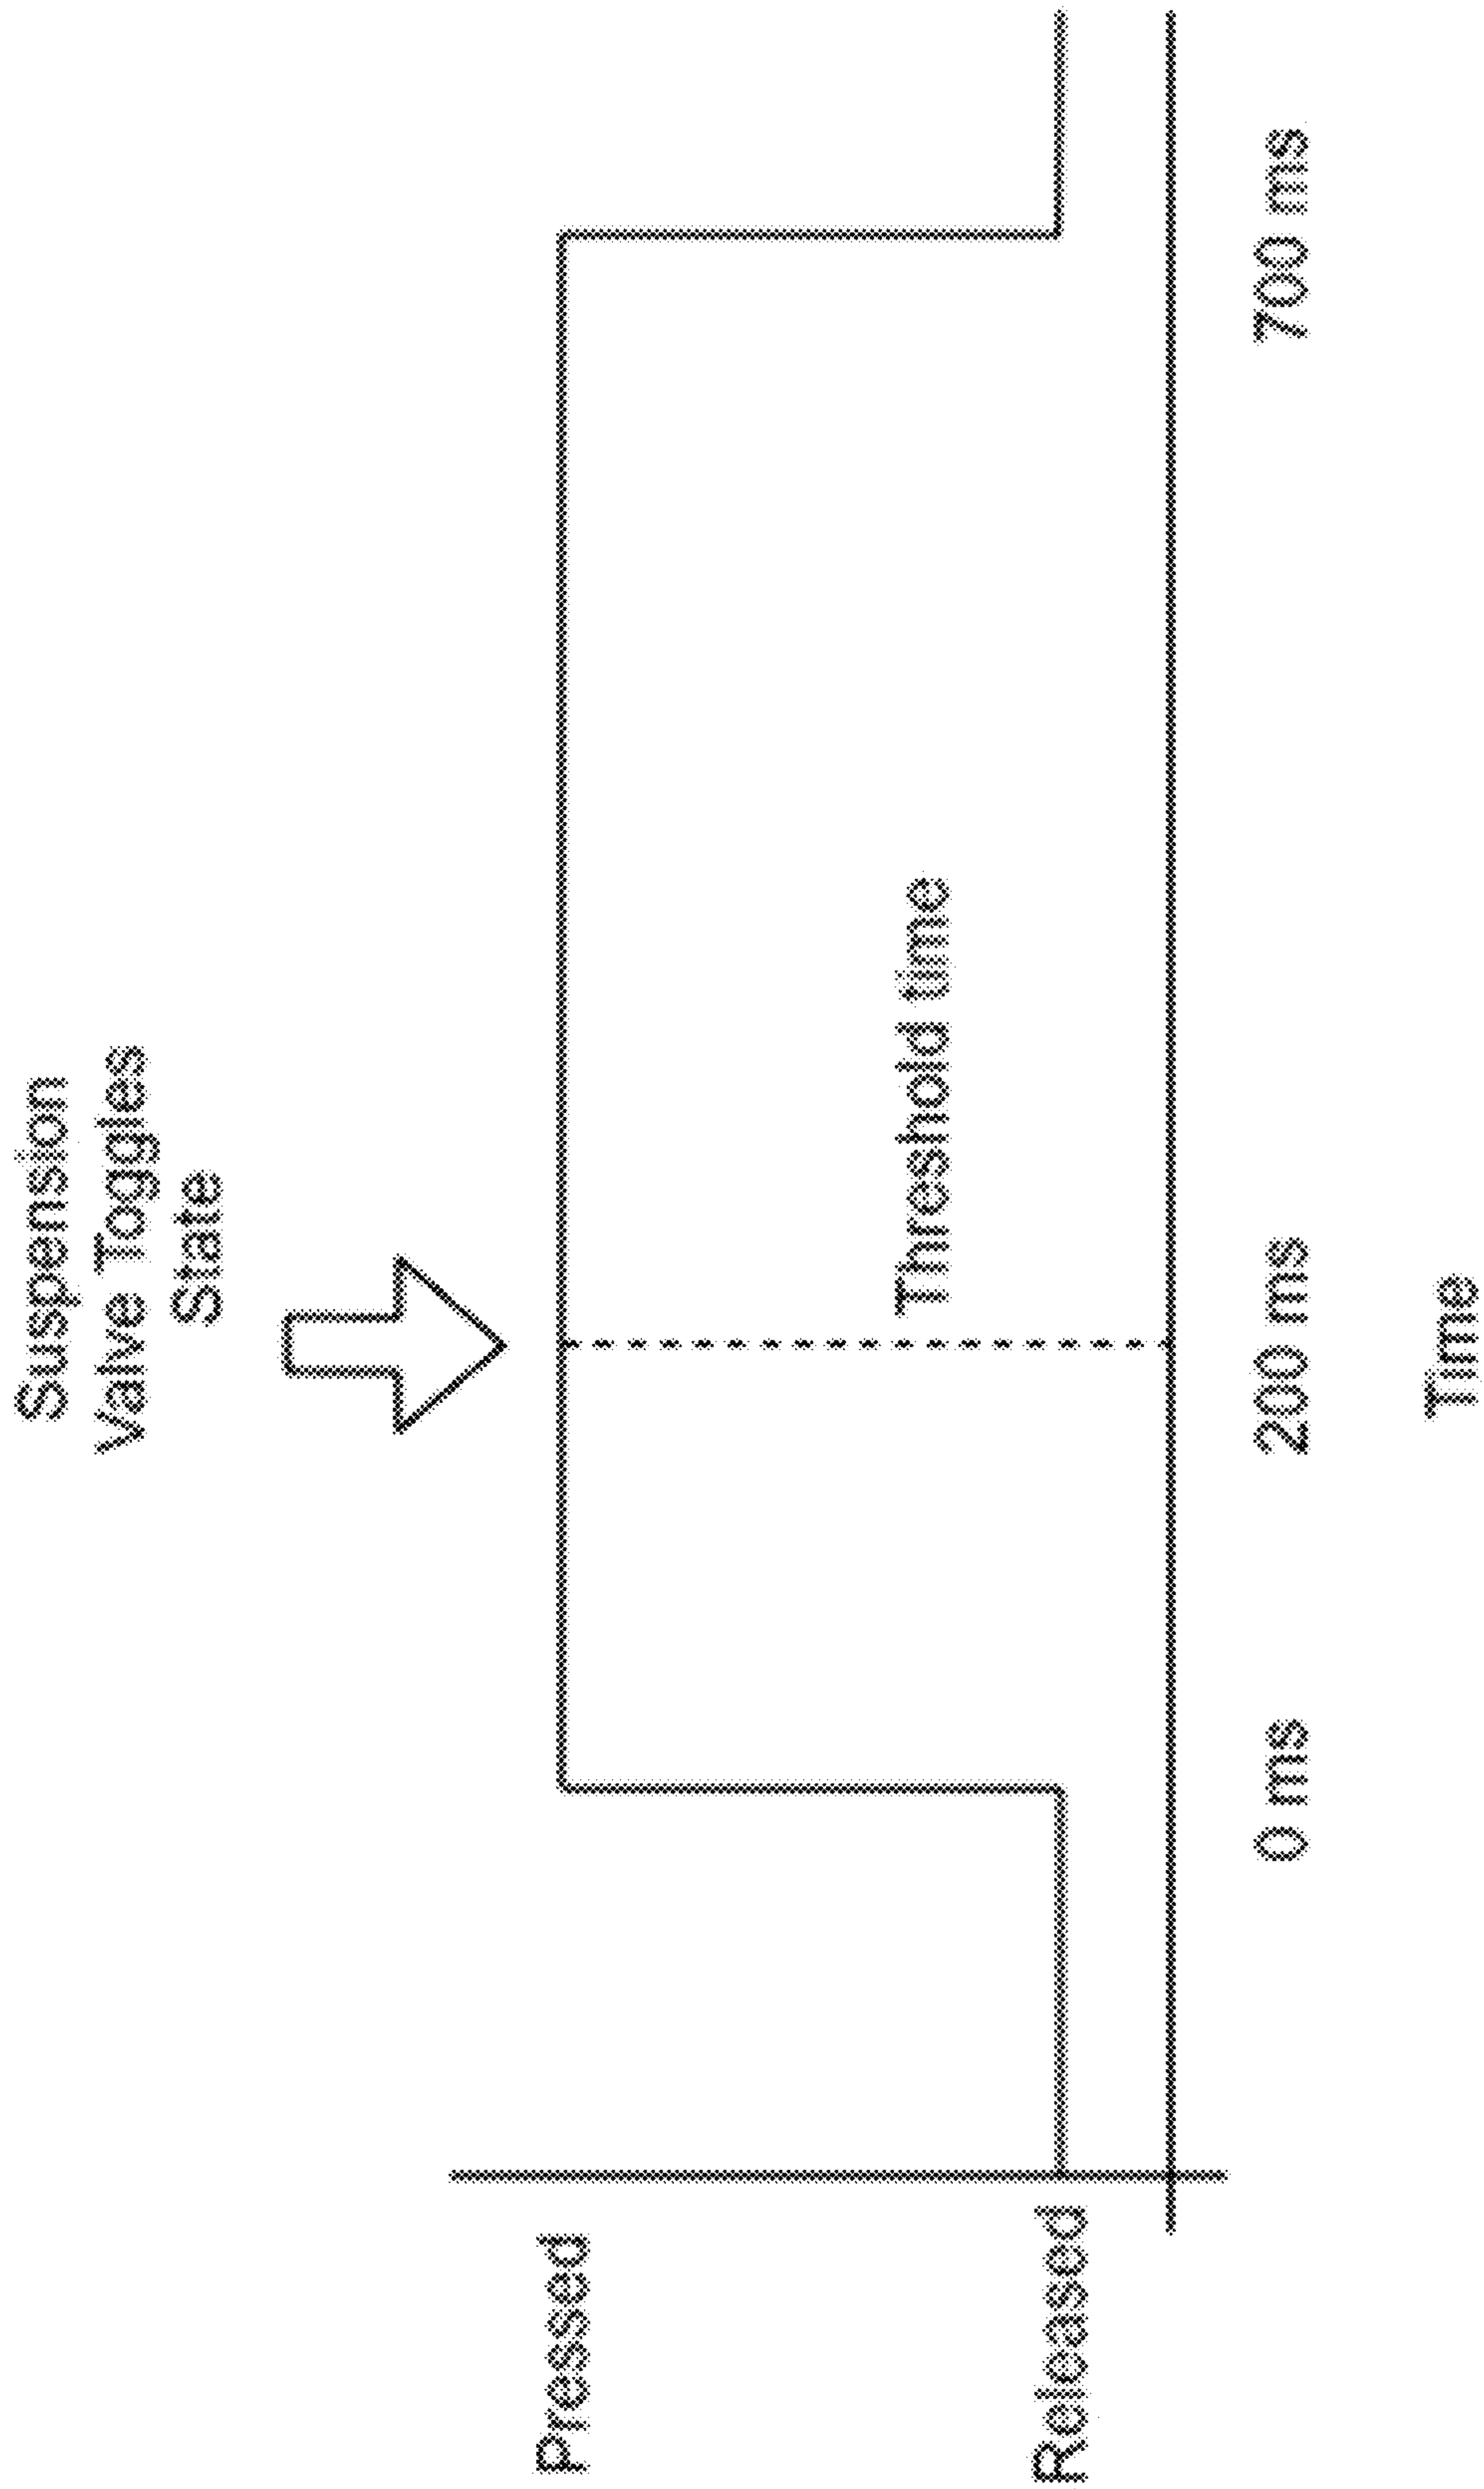 Suspension
Valve Toggles
State
Pressed
Threshold time
Released
0 ms
200 ms
700 ms
Time